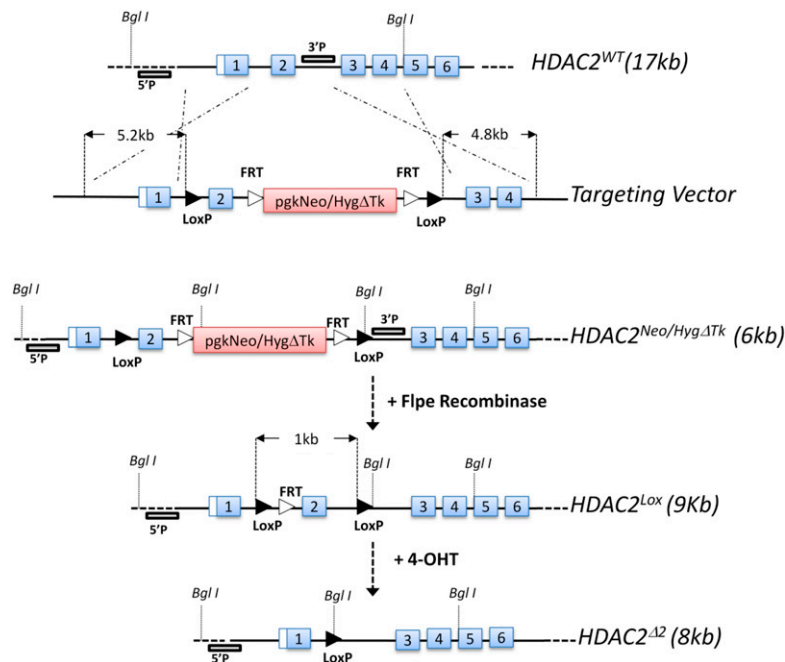 Bgl I
Bgl I
3'P
1 2 3 4 5 6
HDAC2WT(17kb)
5'P
5.2kb
4.8kb
FRT
FRT
1 2 pgkNeo/HygΔTk 3 4
Targeting Vector
LoxP
LoxP
Bgl I
Bgl I
Bgl I
Bgl I
FRT
FRT
3'P
1 2 pgkNeo/HygΔTk 3 4 5 6
HDAC2Neo/HygΔTk (6kb)
5'P
LoxP
LoxP
+ Flpe Recombinase
1kb
Bgl I
Bgl I
Bgl I
FRT
1 2 3 4 5 6
HDAC2Lox (9Kb)
5'P
LoxP
LoxP
+ 4-OHT
Bgl I
Bgl I
Bgl I
1 3 4 5 6
HDAC2Δ2 (8kb)
5'P
LoxP